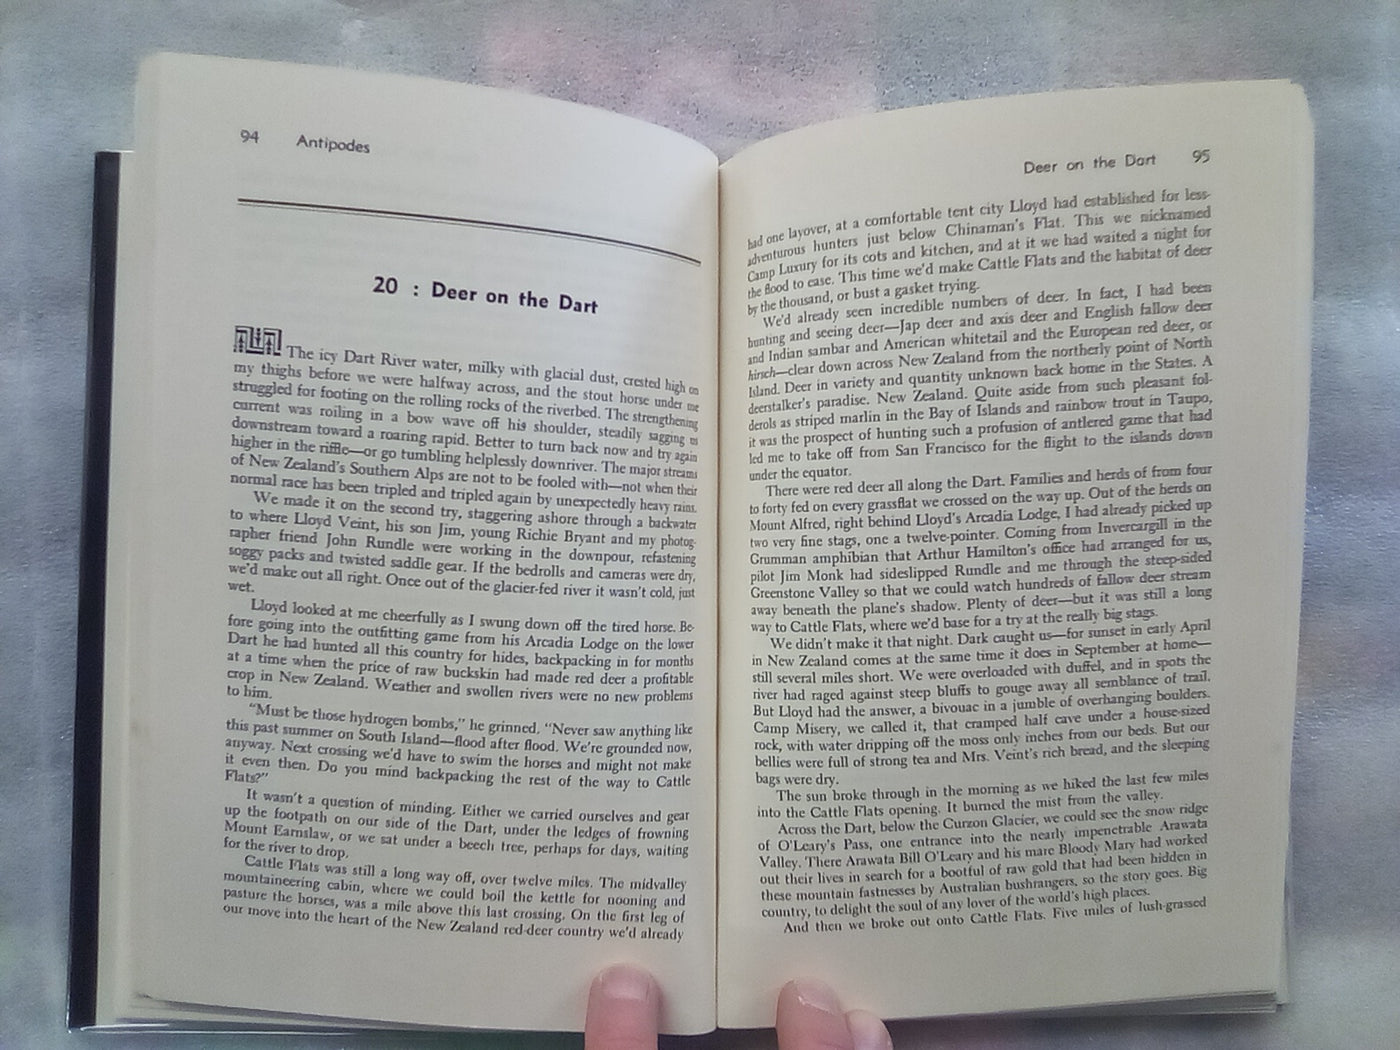 94 Antipodes
20 : Deer on the Dart
The icy Dart River water, milky with glacial dust, crested high on
my thighs before we were halfway across, and the stout horse under me
struggled for footing on the rolling rocks of the riverbed. The strengthening
current was roiling in a bow wave off his shoulder, steadily sagging us
downstream toward a roaring rapid. Better to turn back now and try again
higher in the riffle—or go tumbling helplessly downriver. The major streams
of New Zealand's Southern Alps are not to be fooled with—not when their
normal race has been tripled and tripled again by unexpectedly heavy rains.
We made it on the second try, staggering ashore through a backwater
to where Lloyd Veint, his son Jim, young Richie Bryant and my photog-
rapher friend John Rundle were working in the downpour, refastening
soggy packs and twisted saddle gear. If the bedrolls and cameras were dry,
we'd make out all right. Once out of the glacier-fed river it wasn't cold, just
wet.
Lloyd looked at me cheerfully as I swung down off the tired horse. Be-
fore going into the outfitting game from his Arcadia Lodge on the lower
Dart he had hunted all this country for hides, backpacking in for months
at a time when the price of raw buckskin had made red deer a profitable
crop in New Zealand. Weather and swollen rivers were no new problems
to him.
"Must be those hydrogen bombs," he grinned. "Never saw anything like
this past summer on South Island—flood after flood. We're grounded now,
anyway. Next crossing we'd have to swim the horses and might not make
it even then. Do you mind backpacking the rest of the way to Cattle
Flats?"
It wasn't a question of minding. Either we carried ourselves and gear
up the footpath on our side of the Dart, under the ledges of frowning
Mount Earnslaw, or we sat under a beech tree, perhaps for days, waiting
for the river to drop.
Cattle Flats was still a long way off, over twelve miles. The midvalley
mountaineering cabin, where we could boil the kettle for nooning and
pasture the horses, was a mile above this last crossing. On the first leg of
our move into the heart of the New Zealand red-deer country we'd already
Deer on the Dart 95
had one layover, at a comfortable tent city Lloyd had established for less-
adventurous hunters just below Chinaman's Flat. This we nicknamed
Camp Luxury for its cots and kitchen, and at it we had waited a night for
the flood to ease. This time we'd make Cattle Flats and the habitat of deer
by the thousand, or bust a gasket trying.
We'd already seen incredible numbers of deer. In fact, I had been
hunting and seeing deer—Jap deer and axis deer and English fallow deer
and Indian sambar and American whitetail and the European red deer, or
hirsch—clear down across New Zealand from the northerly point of North
Island. Deer in variety and quantity unknown back home in the States. A
deerstalker's paradise. New Zealand. Quite aside from such pleasant fol-
derols as striped marlin in the Bay of Islands and rainbow trout in Taupo,
it was the prospect of hunting such a profusion of antlered game that had
led me to take off from San Francisco for the flight to the islands down
under the equator.
There were red deer all along the Dart. Families and herds of from four
to forty fed on every grassflat we crossed on the way up. Out of the herds on
Mount Alfred, right behind Lloyd's Arcadia Lodge, I had already picked up
two very fine stags, one a twelve-pointer. Coming from Invercargill in the
Grumman amphibian that Arthur Hamilton's office had arranged for us,
pilot Jim Monk had sideslipped Rundle and me through the steep-sided
Greenstone Valley so that we could watch hundreds of fallow deer stream
away beneath the plane's shadow. Plenty of deer—but it was still a long
way to Cattle Flats, where we'd base for a try at the really big stags.
We didn't make it that night. Dark caught us—for sunset in early April
in New Zealand comes at the same time it does in September at home—
still several miles short. We were overloaded with duffel, and in spots the
river had raged against steep bluffs to gouge away all semblance of trail.
But Lloyd had the answer, a bivouac in a jumble of overhanging boulders.
Camp Misery, we called it, that cramped half cave under a house-sized
rock, with water dripping off the moss only inches from our beds. But our
bellies were full of strong tea and Mrs. Veint's rich bread, and the sleeping
bags were dry.
The sun broke through in the morning as we hiked the last few miles
into the Cattle Flats opening. It burned the mist from the valley.
Across the Dart, below the Curzon Glacier, we could see the snow ridge
of O'Leary's Pass, one entrance into the nearly impenetrable Arawata
Valley. There Arawata Bill O'Leary and his mare Bloody Mary had worked
out their lives in search for a bootful of raw gold that had been hidden in
these mountain fastnesses by Australian bushrangers, so the story goes. Big
country, to delight the soul of any lover of the world's high places.
And then we broke out onto Cattle Flats. Five miles of lush-grassed